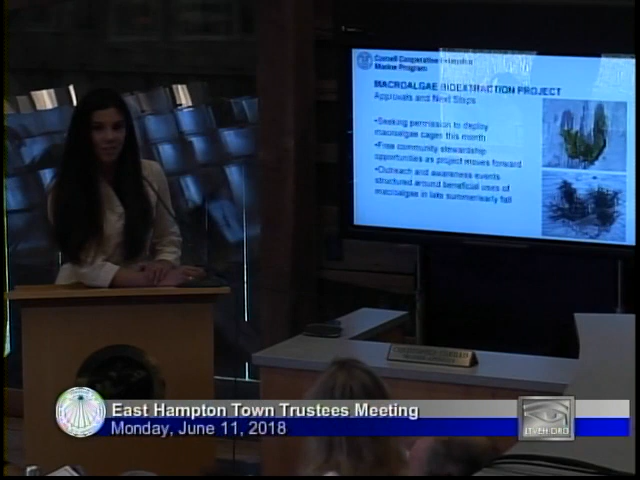 Cornell Cooperative Extension
Marine Program
MACROALGAE BIOEXTRACTION PROJECT
Approvals and Next Steps
•Seeking permission to deploy
macroalgae cages this month
•Free community stewardship
opportunities as project moves forward
•Outreach and awareness events
structured around beneficial uses of
macroalgae in late summer/early fall
East Hampton Town Trustees Meeting
Monday, June 11, 2018
LTVEH.ORG